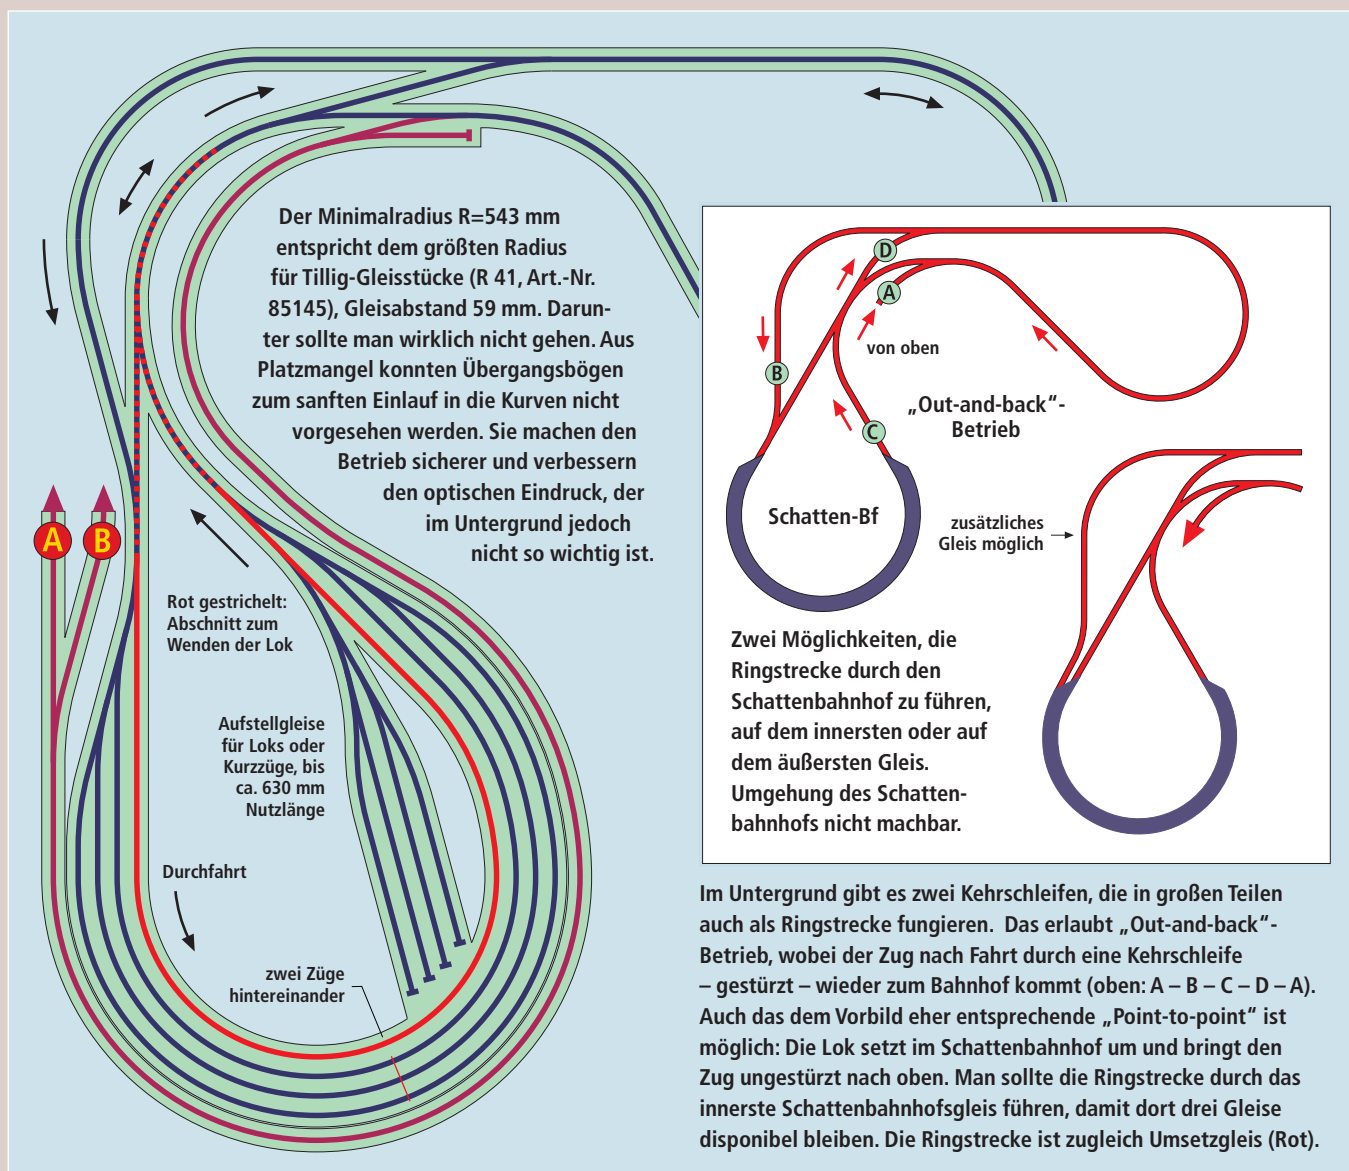 Der Minimalradius R=543 mm
entspricht dem größten Radius
für Tillig-Gleisstücke (R 41, Art.-Nr.
85145), Gleisabstand 59 mm. Darun-
ter sollte man wirklich nicht gehen. Aus
Platzmangel konnten Übergangsbögen
zum sanften Einlauf in die Kurven nicht
vorgesehen werden. Sie machen den
Betrieb sicherer und verbessern
den optischen Eindruck, der
im Untergrund jedoch
nicht so wichtig ist.
A
B
Rot gestrichelt:
Abschnitt zum
Wenden der Lok
Aufstellgleise
für Loks oder
Kurzzüge, bis
ca. 630 mm
Nutzlänge
Durchfahrt
zwei Züge
hintereinander
D
A
von oben
B
„Out-and-back“-
Betrieb
C
Schatten-Bf
zusätzliches
Gleis möglich
Zwei Möglichkeiten, die
Ringstrecke durch den
Schattenbahnhof zu führen,
auf dem innersten oder auf
dem äußersten Gleis.
Umgehung des Schatten-
bahnhofs nicht machbar.
Im Untergrund gibt es zwei Kehrschleifen, die in großen Teilen
auch als Ringstrecke fungieren. Das erlaubt „Out-and-back“-
Betrieb, wobei der Zug nach Fahrt durch eine Kehrschleife
– gestürzt – wieder zum Bahnhof kommt (oben: A – B – C – D – A).
Auch das dem Vorbild eher entsprechende „Point-to-point“ ist
möglich: Die Lok setzt im Schattenbahnhof um und bringt den
Zug ungestürzt nach oben. Man sollte die Ringstrecke durch das
innerste Schattenbahnhofsgleis führen, damit dort drei Gleise
disponibel bleiben. Die Ringstrecke ist zugleich Umsetzgleis (Rot).